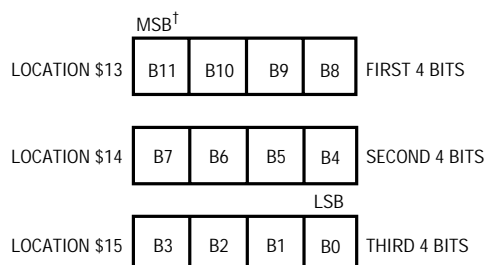 MSB†
LOCATION $13 B11 B10 B9 B8 FIRST 4 BITS
LOCATION $14 B7 B6 B5 B4 SECOND 4 BITS
LSB
LOCATION $15 B3 B2 B1 B0 THIRD 4 BITS